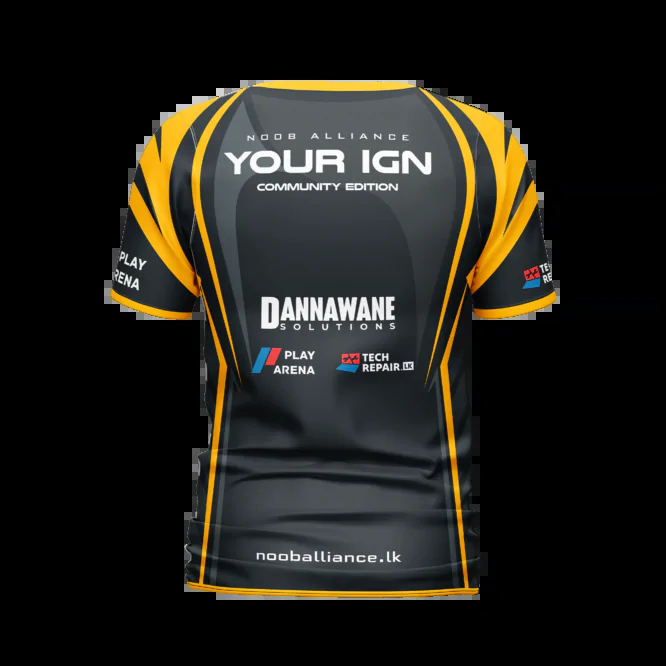 NOOB ALLIANCE
YOUR IGN
COMMUNITY EDITION
PLAY
ARENA
DANNAWANE
SOLUTIONS
PLAY
ARENA
TECH
REPAIR.LK
nooballiance.lk